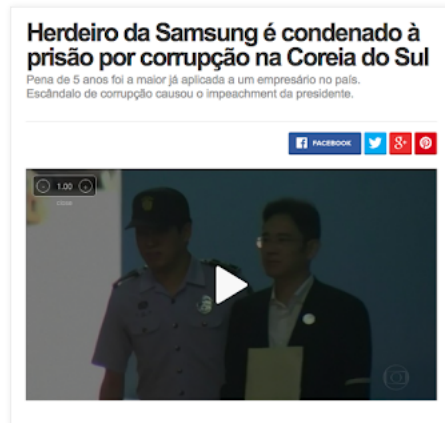 Herdeiro da Samsung é condenado à
prisão por corrupção na Coreia do Sul
Pena de 5 anos foi a maior já aplicada a um empresário no país.
Escândalo de corrupção causou o impeachment da presidente.
FACEBOOK
1.00